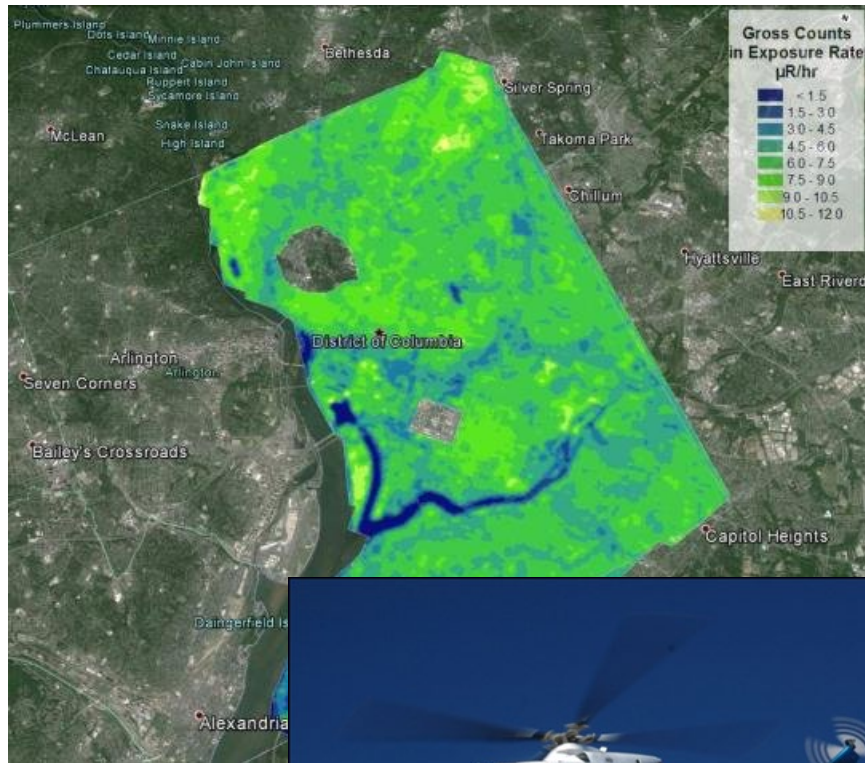 Plummers Island
Dots Island
Minnie Island
Cedar Island
Cabin John Island
Chatauqua Island
Ruppert Island
Sycamore Island
Snake Island
High Island
McLean
Bethesda
Silver Spring
Takoma Park
Chillum
Hyattsville
East Riverd
District of Columbia
Arlington
Arlington
Seven Corners
Bailey's Crossroads
Capitol Heights
Daingerfield Is
Alexandria
Gross Counts
in Exposure Rate
µR/hr
< 1.5
1.5 - 3.0
3.0 - 4.5
4.5 - 6.0
6.0 - 7.5
7.5 - 9.0
9.0 - 10.5
10.5 - 12.0